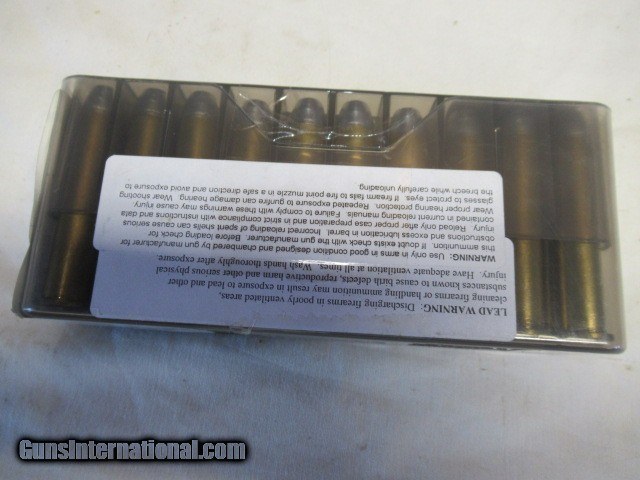 LEAD WARNING: Discharging firearms in poorly ventilated areas,
cleaning firearms or handling ammunition may result in exposure to lead and other
substances known to cause birth defects, reproductive harm and other serious physical
injury. Have adequate ventilation at all times. Wash hands thoroughly after exposure.
WARNING: Use only in arms in good condition designed and chambered by gun manufacturer for
this ammunition. If doubt exists check with the gun manufacturer. Before loading check for
obstructions and excess lubrication in barrel. Incorrect reloading of spent shells can cause serious
injury. Reload only after proper case preparation and in strict compliance with instructions and data
contained in current reloading manuals. Failure to comply with these warnings may cause injury.
Wear proper hearing protection. Repeated exposure to gunfire can damage hearing. Wear shooting
glasses to protect eyes. If firearm fails to fire point muzzle in a safe direction and avoid exposure to
the breech while carefully unloading
GunsInternational.com